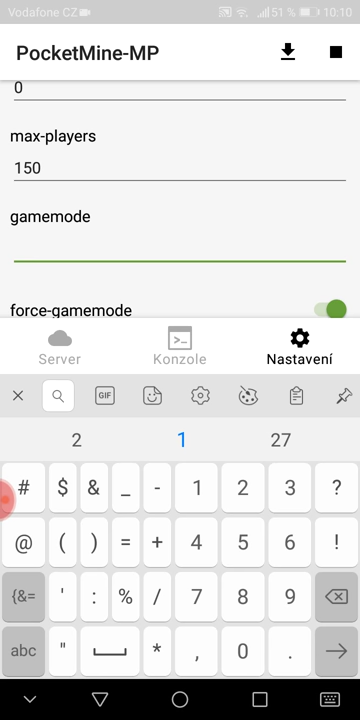 Vodafone CZ 51 % 10:10
PocketMine-MP
0
max-players
150
gamemode
force-gamemode
Server Konzole Nastavení
GIF
2 1 27
# $ & _ - 1 2 3 ?
@ ( ) = + 4 5 6 !
{&= ' : % / 7 8 9
abc " * , 0 .